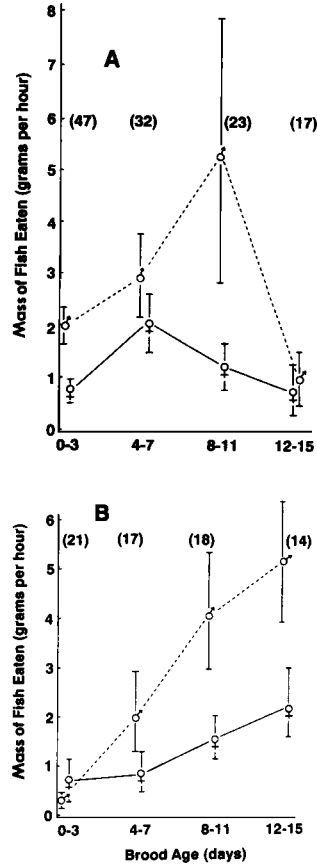 8
A
7
6
(47) (32) (23) (17)
5
4
3
2
1
0
Mass of Fish Eaten (grams per hour)
0-3 4-7 8-11 12-15
B
6
(21) (17) (18) (14)
5
4
3
2
1
0
Mass of Fish Eaten (grams per hour)
0-3 4-7 8-11 12-15
Brood Age (days)